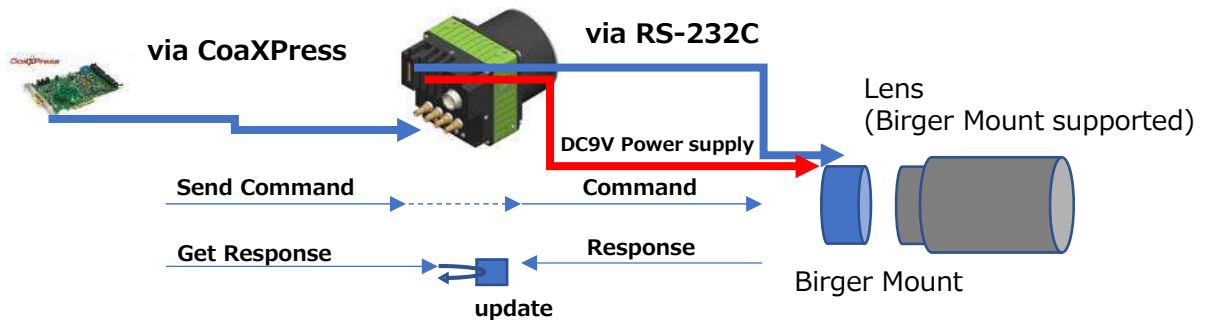 via CoaXPress
via RS-232C
CoaXPress
Lens
(Birger Mount supported)
DC9V Power supply
Send Command
Command
Get Response
Response
Birger Mount
update